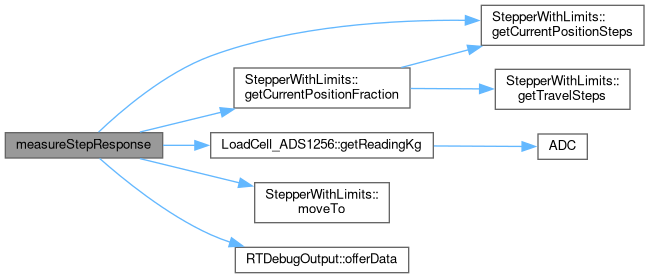 StepperWithLimits::
getCurrentPositionSteps
StepperWithLimits::
getCurrentPositionFraction
StepperWithLimits::
getTravelSteps
measureStepResponse
LoadCell_ADS1256::getReadingKg
ADC
StepperWithLimits::
moveTo
RTDebugOutput::offerData